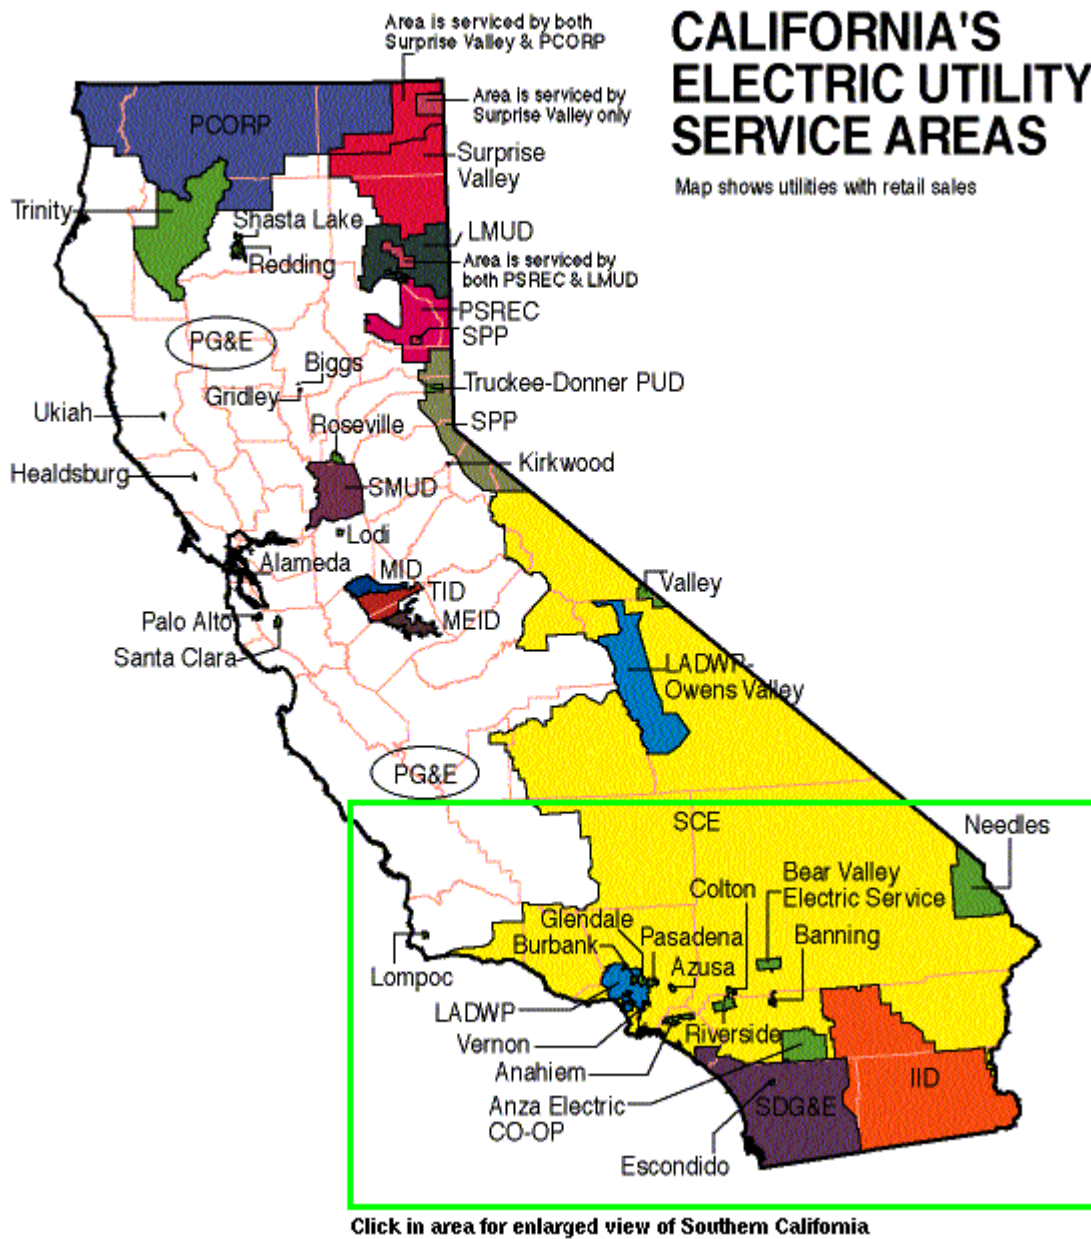 Area is serviced by both
Surprise Valley & PCORP
CALIFORNIA'S
ELECTRIC UTILITY
SERVICE AREAS
Map shows utilities with retail sales
Area is serviced by
Surprise Valley only
PCORP
Surprise
Valley
Trinity
Shasta Lake
Redding
LMUD
Area is serviced by
both PSREC & LMUD
PSREC
SPP
PG&E
Biggs
Gridley
Truckee-Donner PUD
Ukiah
Roseville
SPP
Healdsburg
Kirkwood
SMUD
Lodi
Alameda
MID
TID
Valley
Palo Alto
MEID
Santa Clara
LADWP-
Owens Valley
PG&E
SCE
Needles
Bear Valley
Electric Service
Colton
Glendale
Burbank
Pasadena
Banning
Azusa
Lompoc
LADWP
Vernon
Riverside
Anahiem
IID
Anza Electric
CO-OP
SDG&E
Escondido
Click in area for enlarged view of Southern California